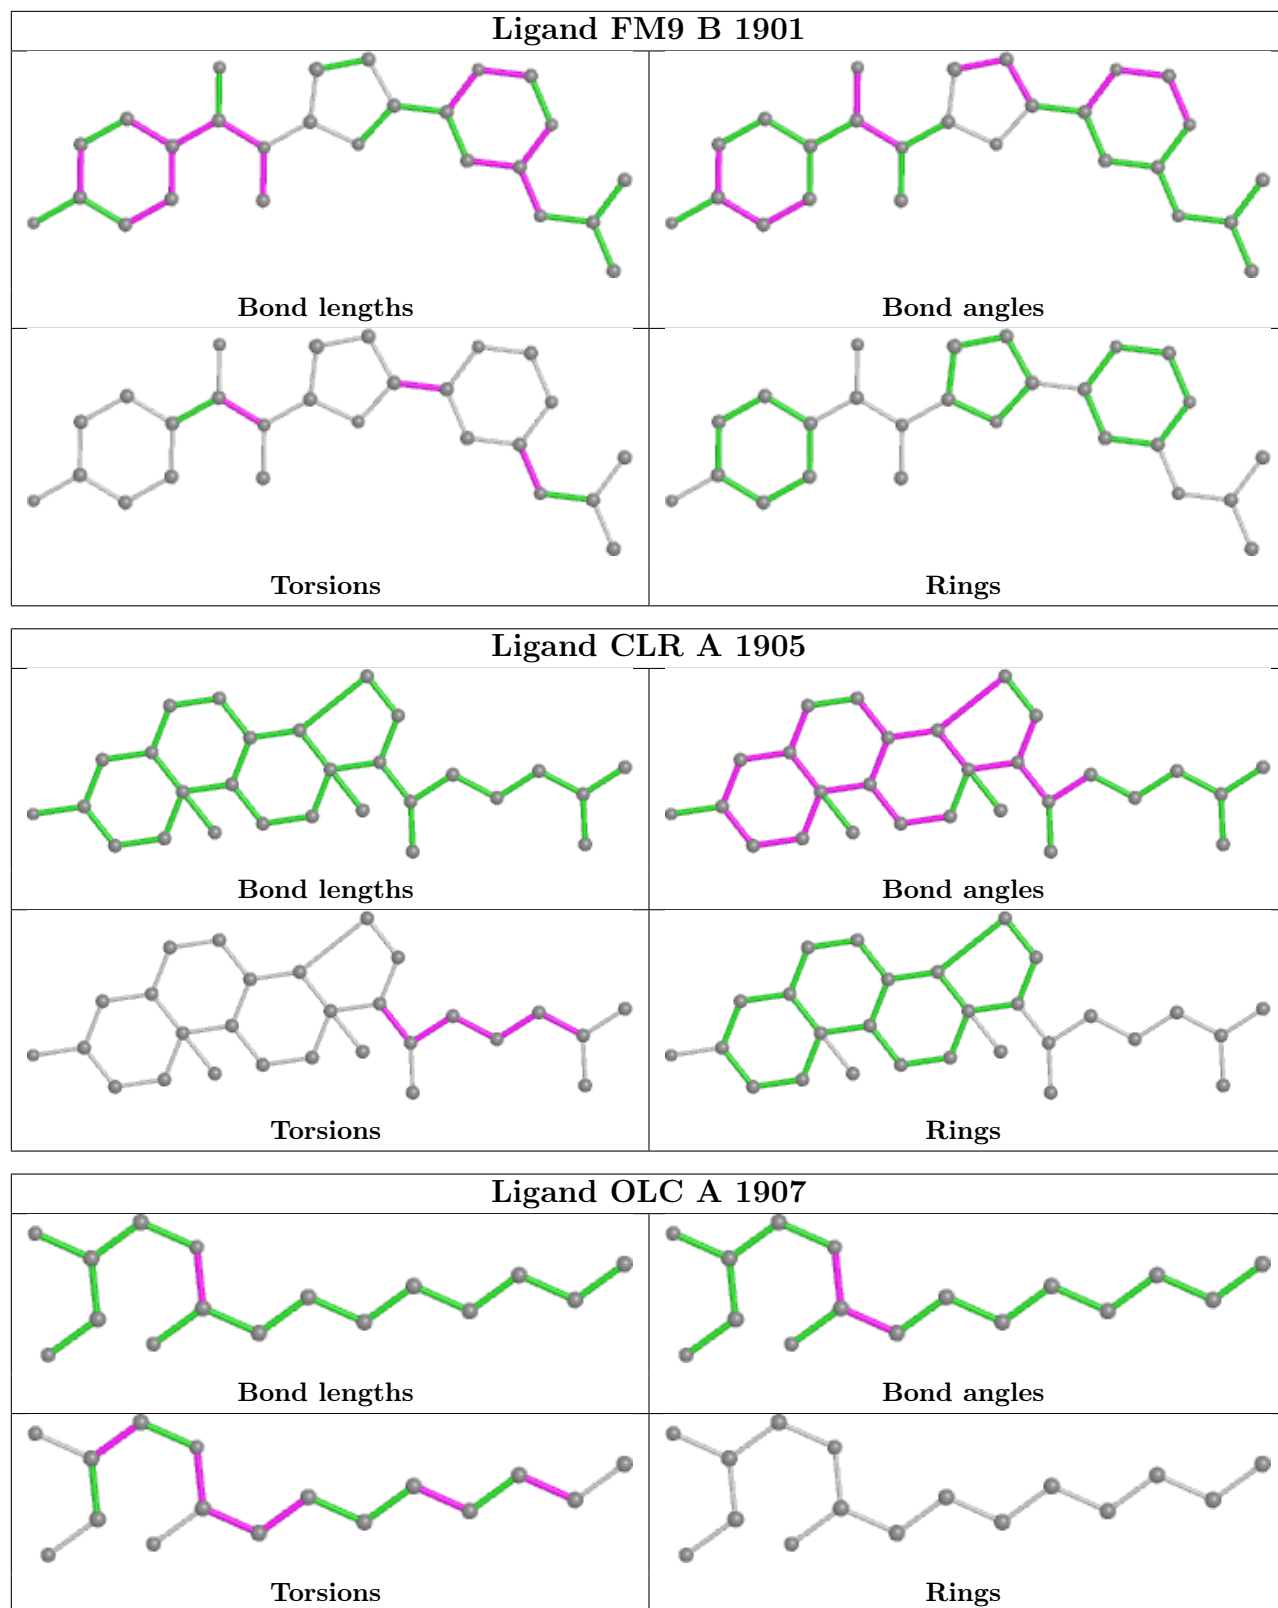 Ligand FM9 B 1901
Bond lengths
Bond angles
Torsions
Rings
Ligand CLR A 1905
Bond lengths
Bond angles
Torsions
Rings
Ligand OLC A 1907
Bond lengths
Bond angles
Torsions
Rings